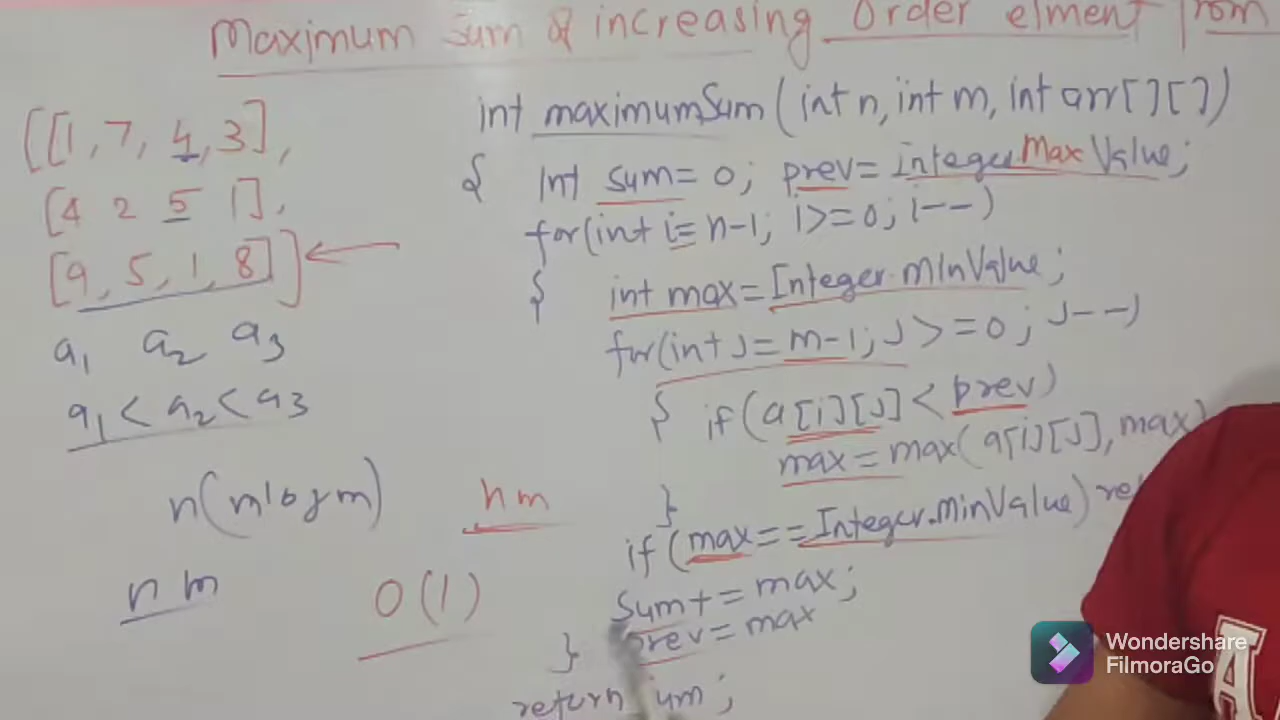 Maximum Sum of increasing Order elment from
[[1, 7, 4, 3],
[4 2 5 1],
[9, 5, 1, 8]]
a1 a2 a3
a1 < a2 < a3
n(mlogm) nm
nm O(1)
int maximumSum(int n, int m, int arr[][])
{ int sum=0; prev=Integer.MaxValue;
for(int i=n-1; i>=0; i--)
{ int max=Integer.minValue;
for(int J=m-1; J>=0; J--)
{ if(a[i][J]<prev)
max=max(a[i][J], max)
}
if(max==Integer.minValue)
Sum+=max;
prev=max
}
return sum;
Wondershare
FilmoraGo
A